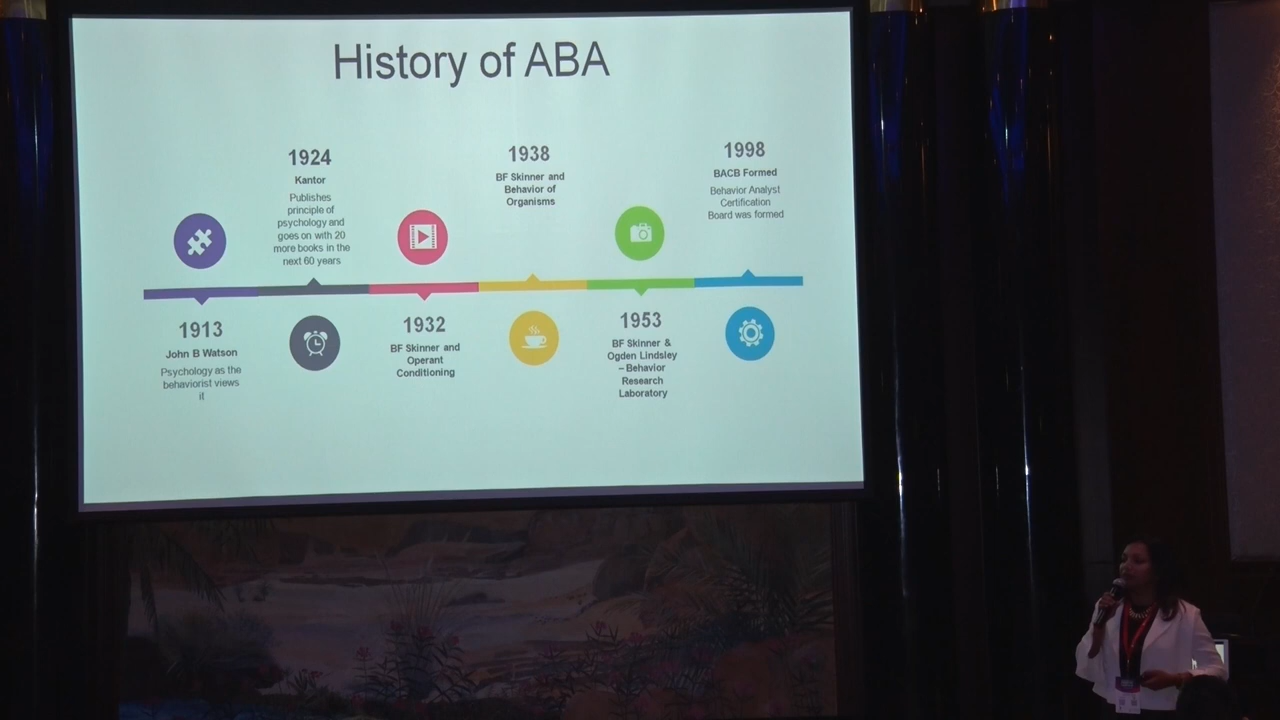 History of ABA
1913
John B Watson
Psychology as the
behaviorist views
it
1924
Kantor
Publishes
principle of
psychology and
goes on with 20
more books in the
next 60 years
1932
BF Skinner and
Operant
Conditioning
1938
BF Skinner and
Behavior of
Organisms
1953
BF Skinner &
Ogden Lindsley
– Behavior
Research
Laboratory
1998
BACB Formed
Behavior Analyst
Certification
Board was formed